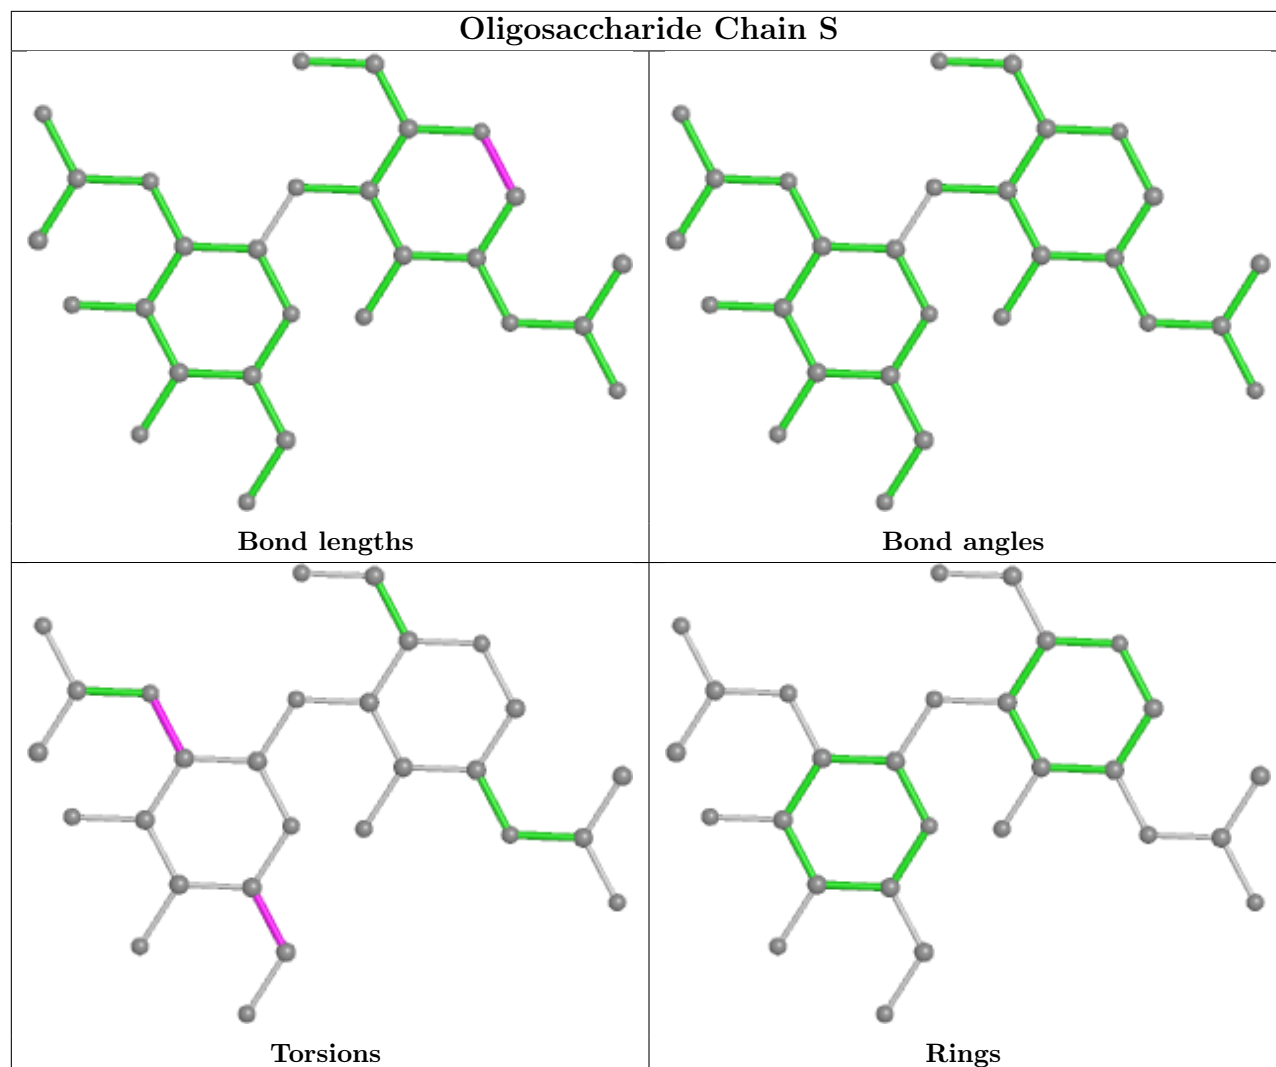 Oligosaccharide Chain S
Bond lengths
Bond angles
Torsions
Rings